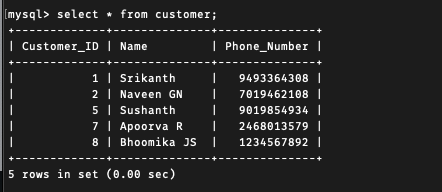 [mysql> select * from customer;
+-------------+-------------+--------------+
| Customer_ID | Name        | Phone_Number |
+-------------+-------------+--------------+
|           1 | Srikanth    |   9493364308 |
|           2 | Naveen GN   |   7019462108 |
|           5 | Sushanth    |   9019854934 |
|           7 | Apoorva R   |   2468013579 |
|           8 | Bhoomika JS |   1234567892 |
+-------------+-------------+--------------+
5 rows in set (0.00 sec)